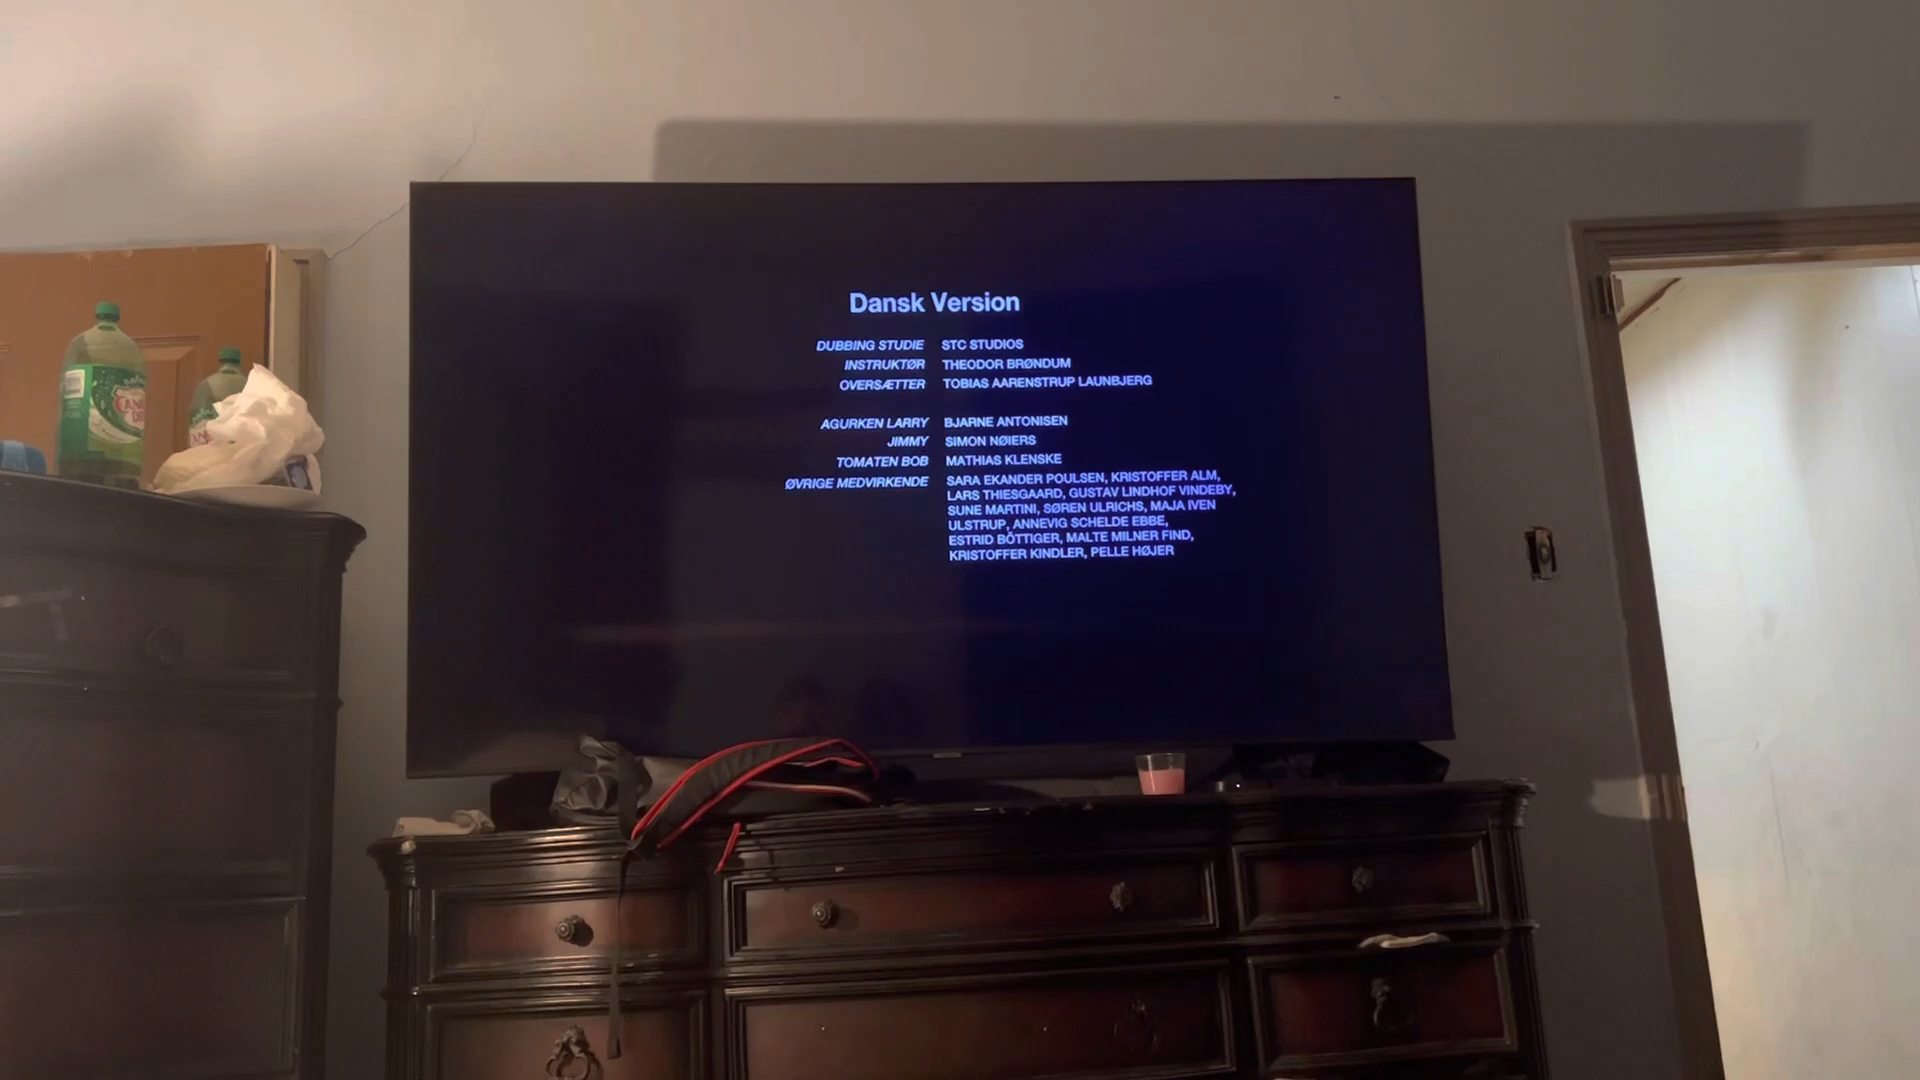 Dansk Version
DUBBING STUDIE STC STUDIOS
INSTRUKTØR THEODOR BRØNDUM
OVERSÆTTER TOBIAS AARENSTRUP LAUNBJERG
AGURKEN LARRY BJARNE ANTONISEN
JIMMY SIMON NØIERS
TOMATEN BOB MATHIAS KLENSKE
ØVRIGE MEDVIRKENDE SARA EKANDER POULSEN, KRISTOFFER ALM,
LARS THIESGAARD, GUSTAV LINDHOF VINDEBY,
SUNE MARTINI, SØREN ULRICHS, MAJA IVEN
ULSTRUP, ANNEVIG SCHELDE EBBE,
ESTRID BÖTTIGER, MALTE MILNER FIND,
KRISTOFFER KINDLER, PELLE HØJER